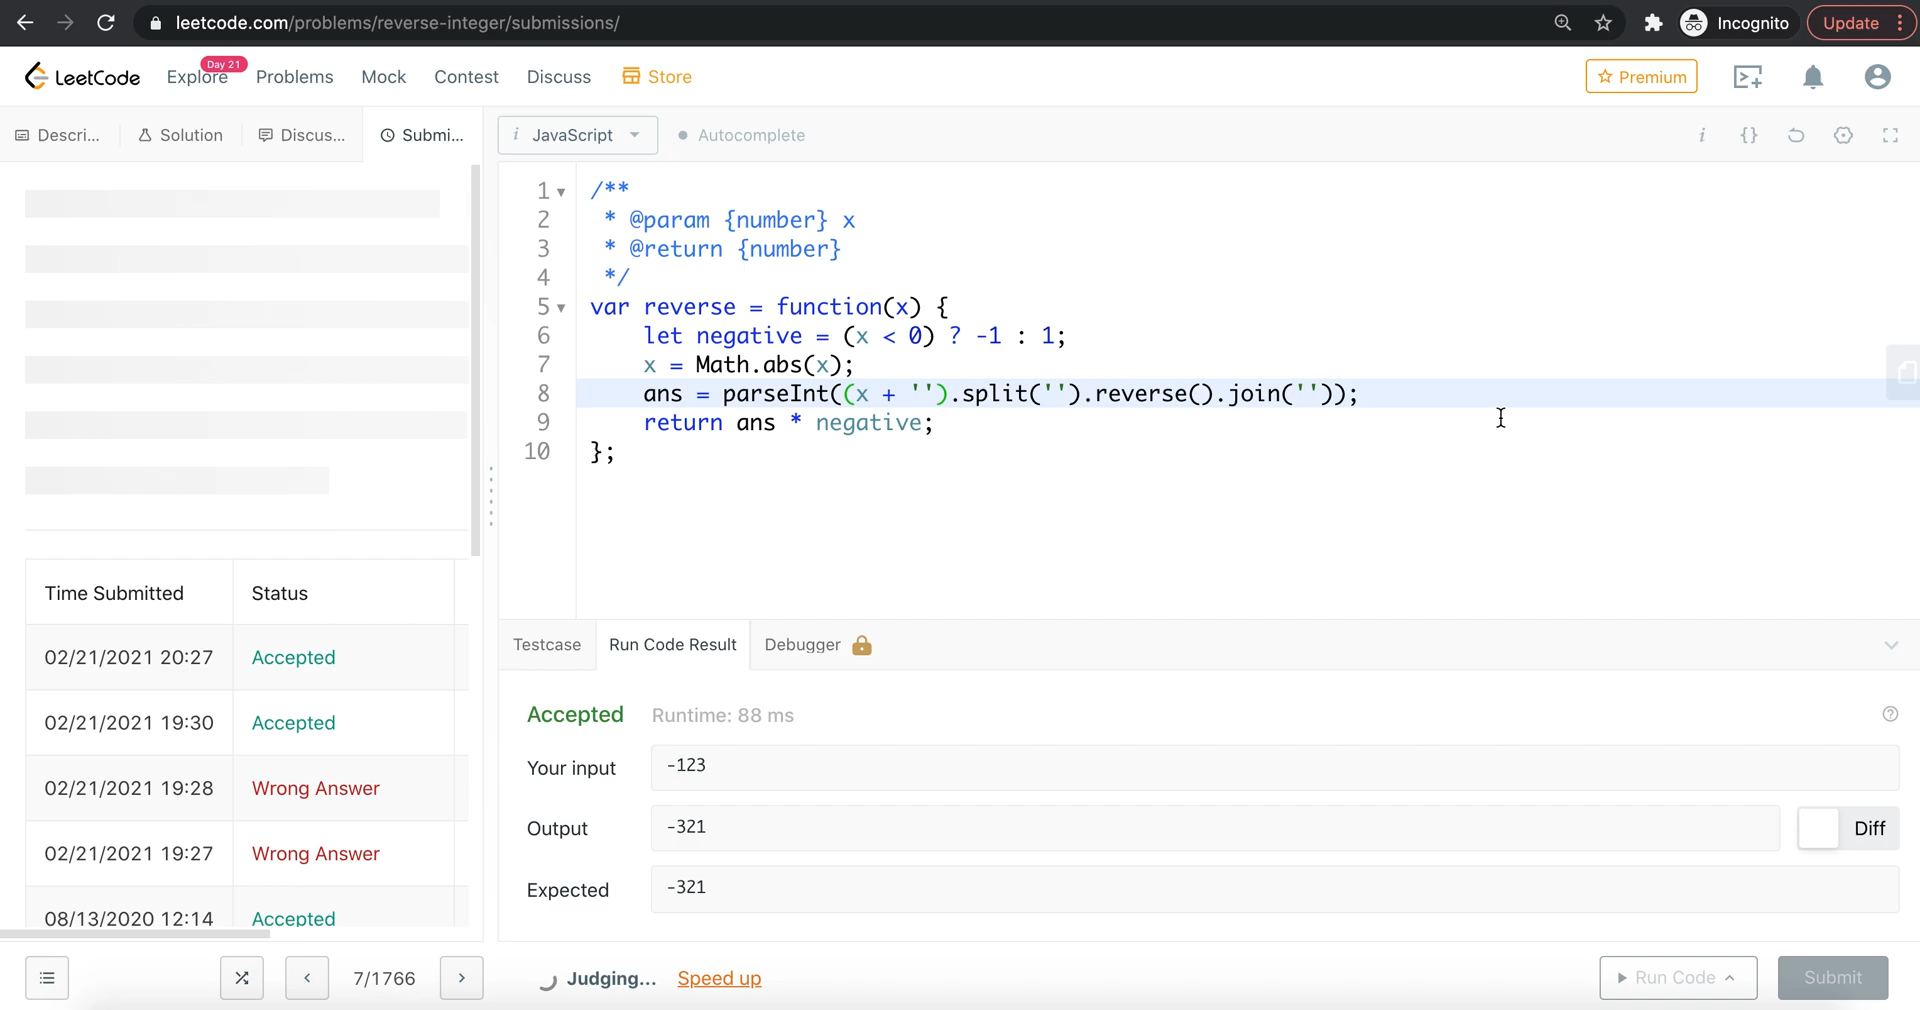 leetcode.com/problems/reverse-integer/submissions/
Incognito
Update
LeetCode
Explore
Day 21
Problems
Mock
Contest
Discuss
Store
Premium
Descri...
Solution
Discus...
Submi...
i JavaScript
Autocomplete
i
{}
1 /**
2 * @param {number} x
3 * @return {number}
4 */
5 var reverse = function(x) {
6 let negative = (x < 0) ? -1 : 1;
7 x = Math.abs(x);
8 ans = parseInt((x + '').split('').reverse().join(''));
9 return ans * negative;
10 };
Time Submitted Status
02/21/2021 20:27 Accepted
02/21/2021 19:30 Accepted
02/21/2021 19:28 Wrong Answer
02/21/2021 19:27 Wrong Answer
08/13/2020 12:14 Accepted
Testcase
Run Code Result
Debugger
Accepted Runtime: 88 ms
Your input -123
Output -321
Diff
Expected -321
7/1766
Judging...
Speed up
Run Code
Submit